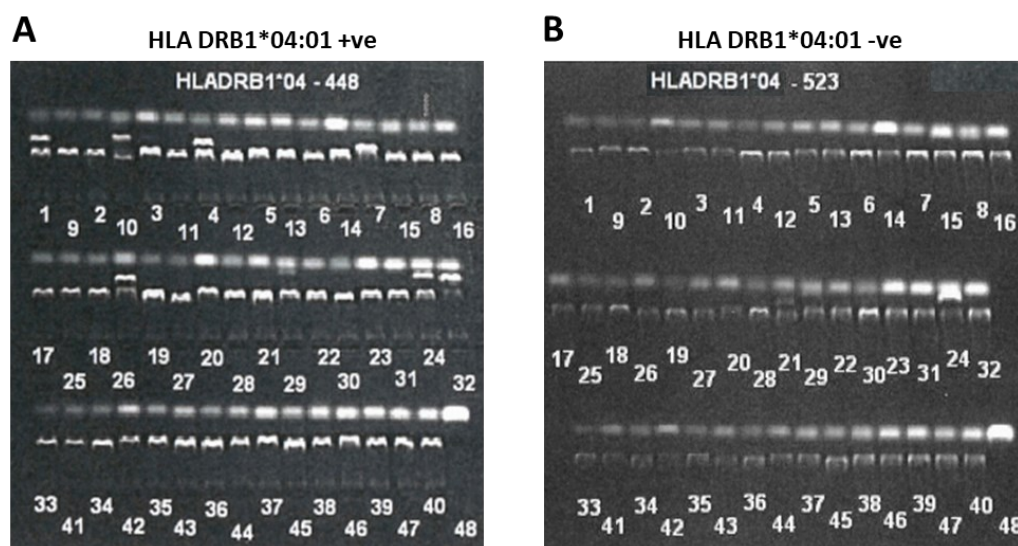 A
HLA DRB1*04:01 +ve
HLADRB1*04 - 448
1 9 2 10 3 11 4 12 5 13 6 14 7 15 8 16
17 25 18 26 19 27 20 28 21 29 22 30 23 31 24 32
33 41 34 42 35 43 36 44 37 45 38 46 39 47 40 48
B
HLA DRB1*04:01 -ve
HLADRB1*04 - 523
1 9 2 10 3 11 4 12 5 13 6 14 7 15 8 16
17 25 18 26 19 27 20 28 21 29 22 30 23 31 24 32
33 41 34 42 35 43 36 44 37 45 38 46 39 47 40 48